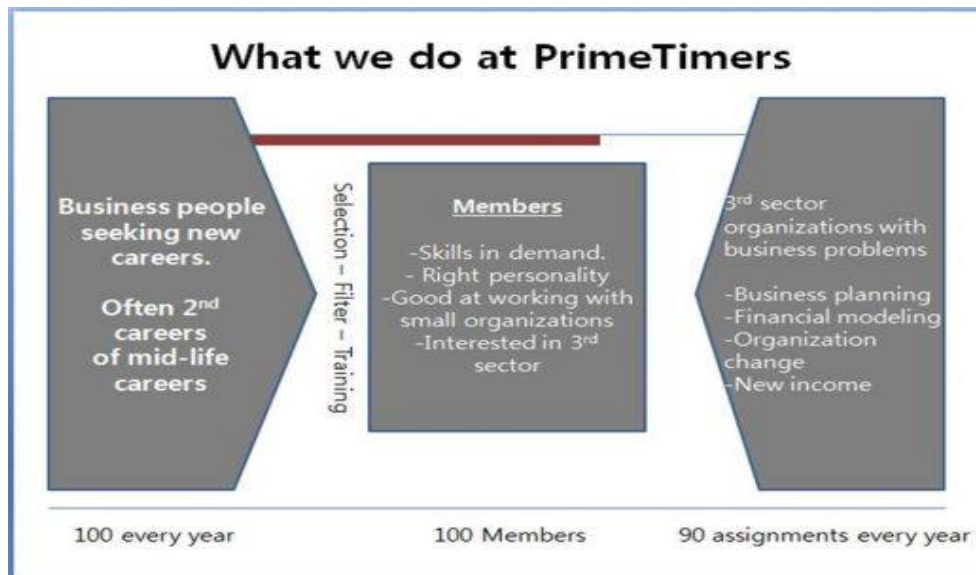 What we do at PrimeTimers
Business people
seeking new
careers.
Often 2nd
careers
of mid-life
careers
Selection – Filter – Training
Members
-Skills in demand.
- Right personality
-Good at working with
small organizations
-Interested in 3rd
sector
3rd sector
organizations with
business problems
-Business planning
-Financial modeling
-Organization
change
-New income
100 every year
100 Members
90 assignments every year